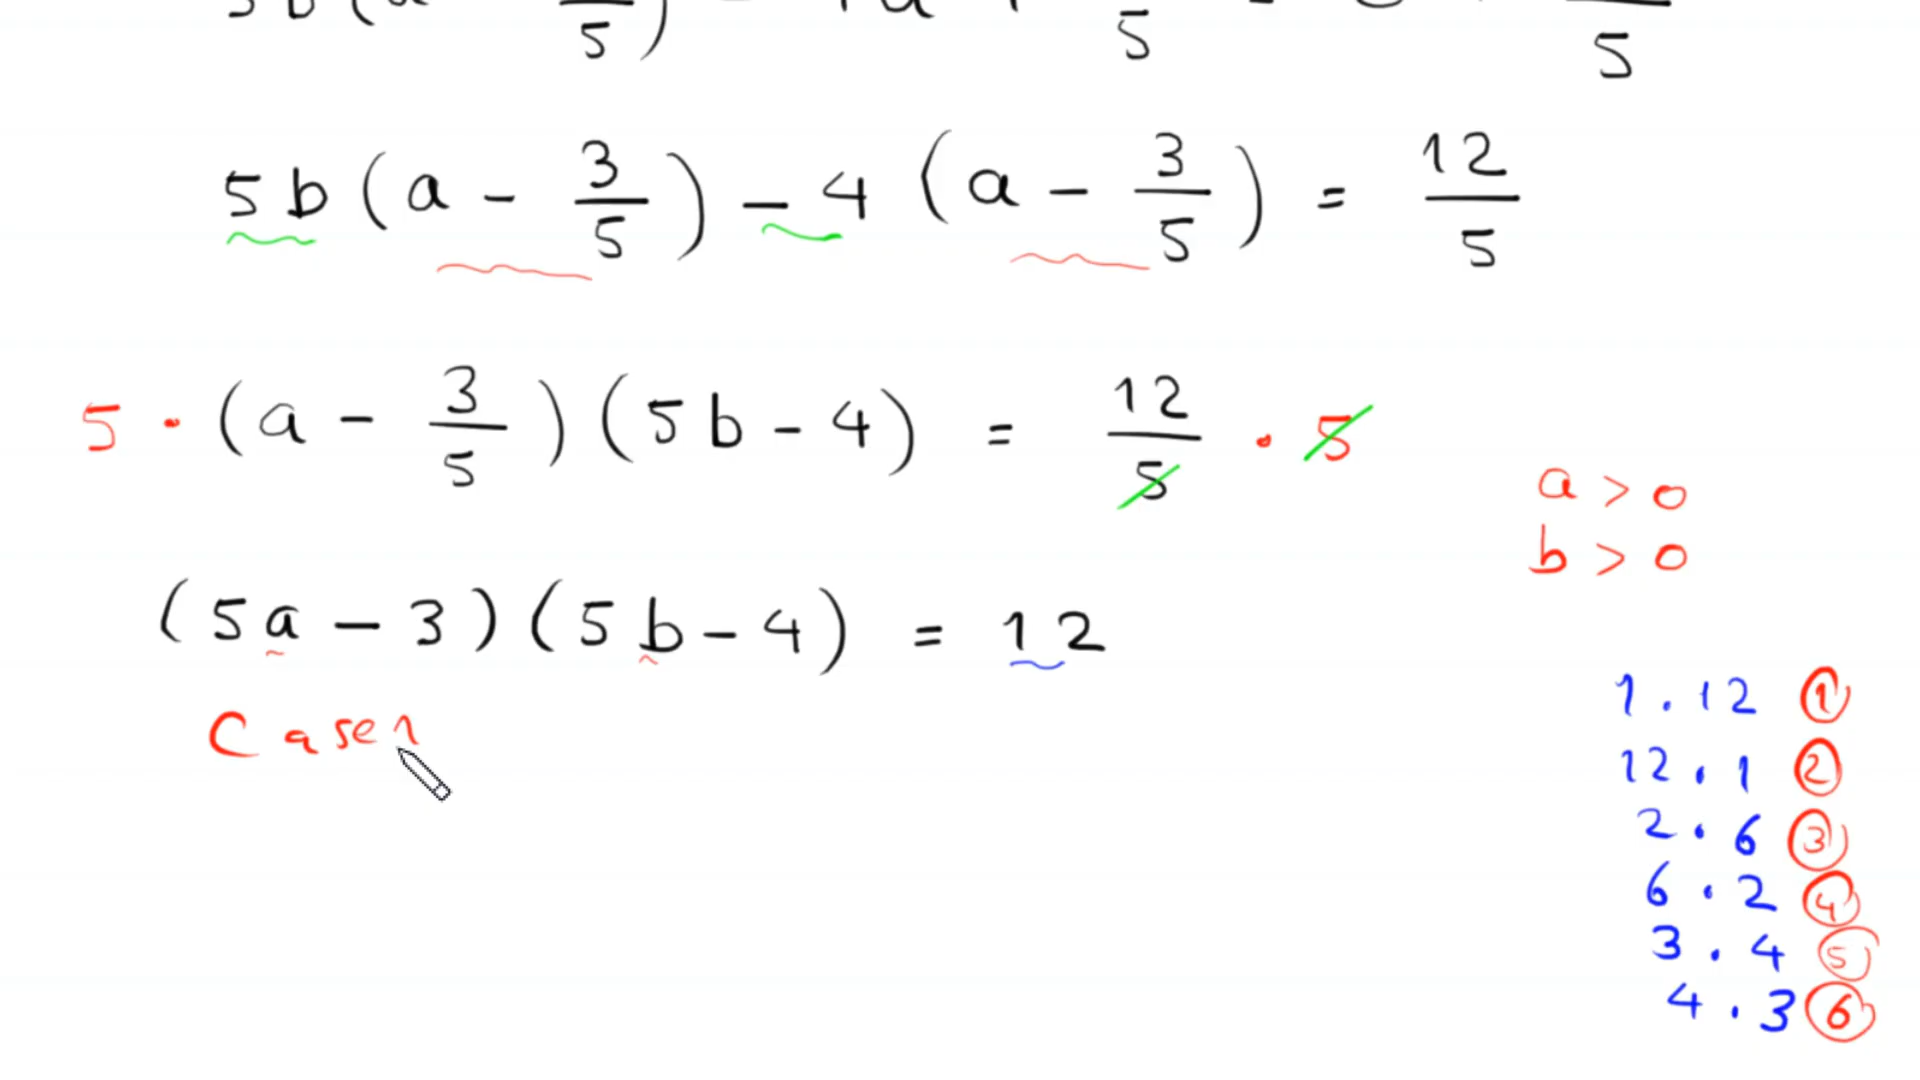 5b(a - 3/5) - 4(a - 3/5) = 12/5
5 · (a - 3/5)(5b - 4) = 12/5 · 5
a > 0
b > 0
(5a - 3)(5b - 4) = 12
Case 1
1 . 12 ①
12 . 1 ②
2 . 6 ③
6 . 2 ④
3 . 4 ⑤
4 . 3 ⑥